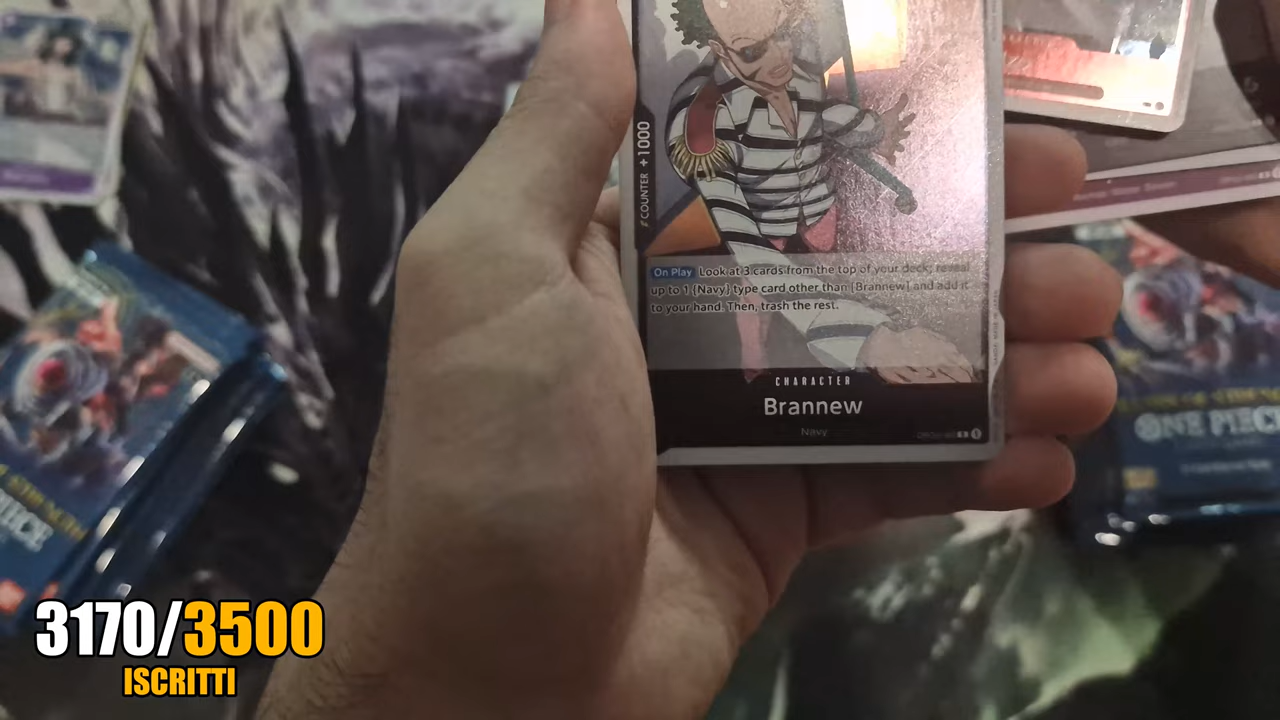 COUNTER +1000
On Play Look at 3 cards from the top of your deck; reveal
up to 1 {Navy} type card other than [Brannew] and add it
to your hand. Then, trash the rest.
CHARACTER
Brannew
Navy
ONE PIECE
3170/3500
ISCRITTI